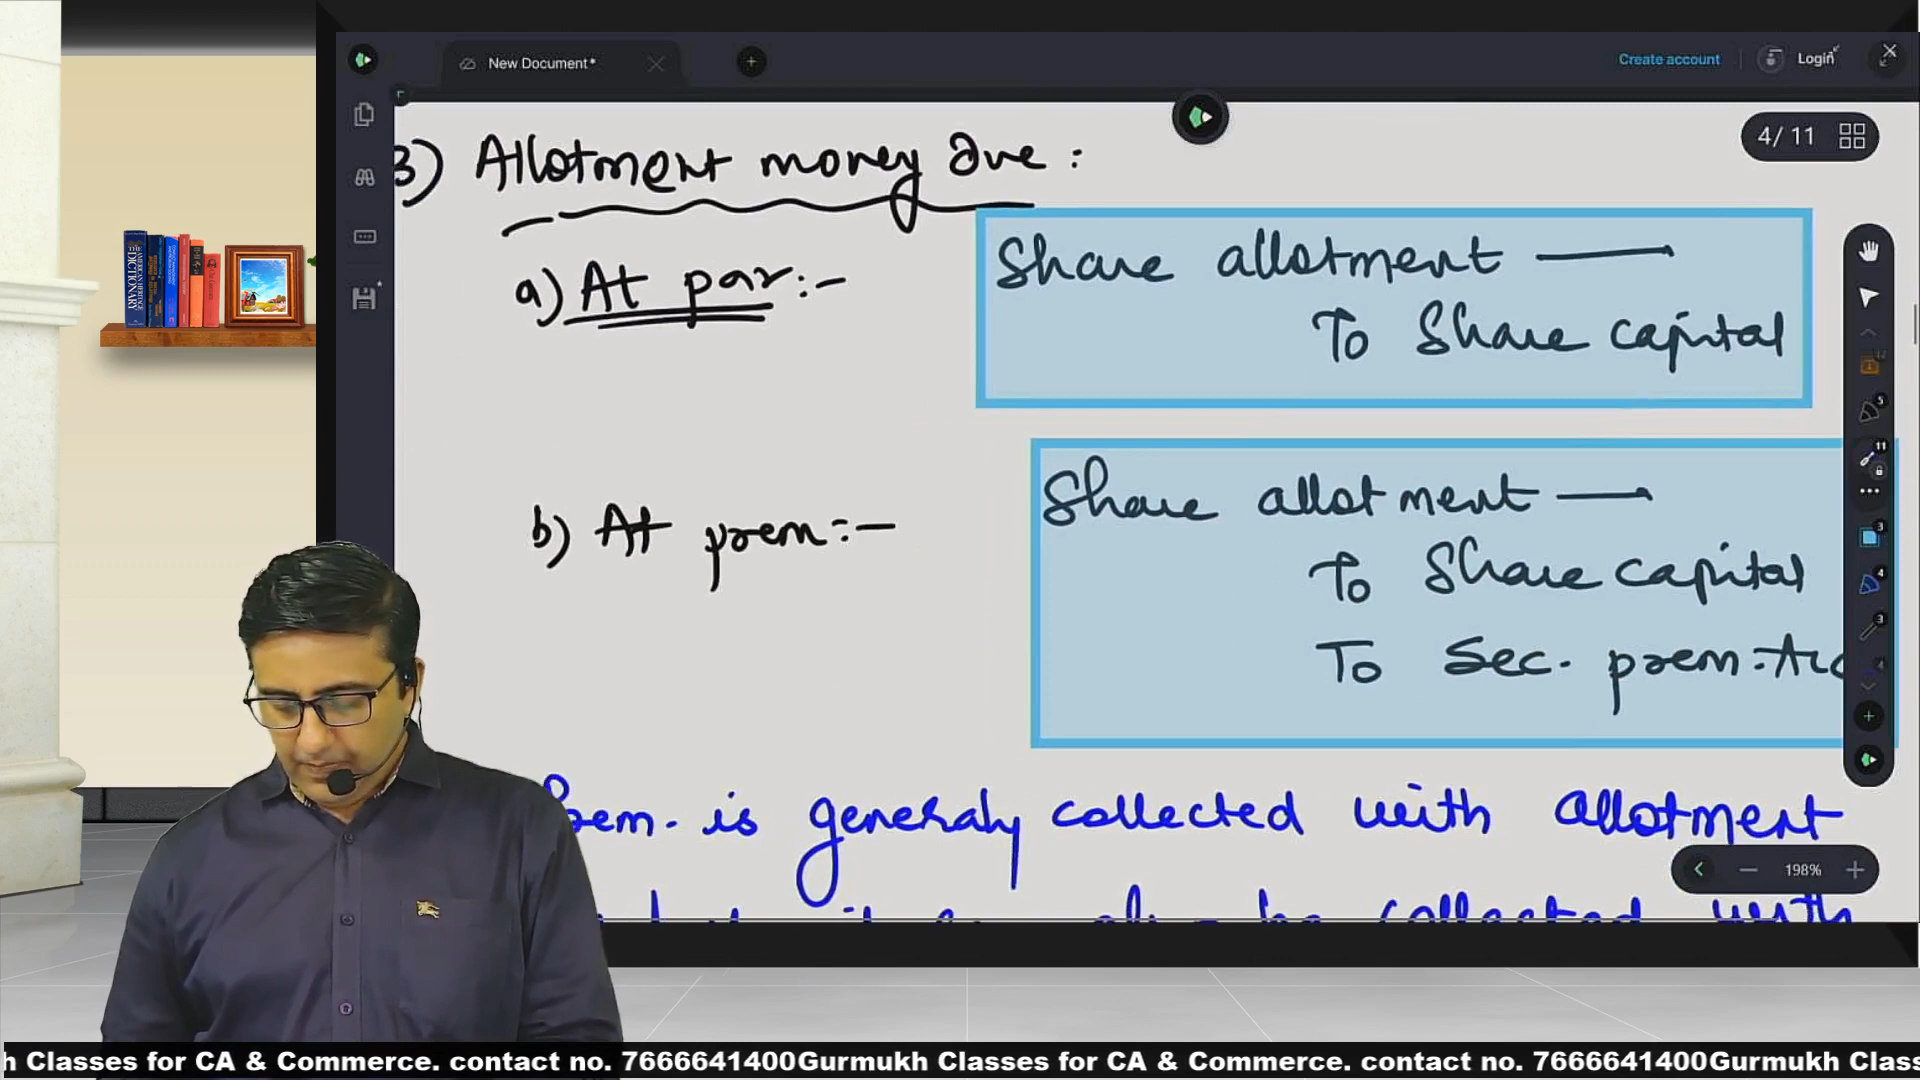 New Document*
Create account
Login
4/ 11
3) Allotment money due :
a) At par :-
Share allotment —
To Share capital
b) At prem :-
Share allotment —
To Share capital
To Sec. prem. A/c
Prem. is generaly collected with allotment
collected with
198%
h Classes for CA & Commerce. contact no. 7666641400Gurmukh Classes for CA & Commerce. contact no. 7666641400Gurmukh Class